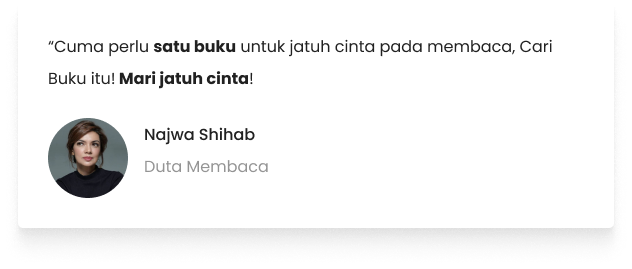 “Cuma perlu satu buku untuk jatuh cinta pada membaca, Cari
Buku itu! Mari jatuh cinta!
Najwa Shihab
Duta Membaca